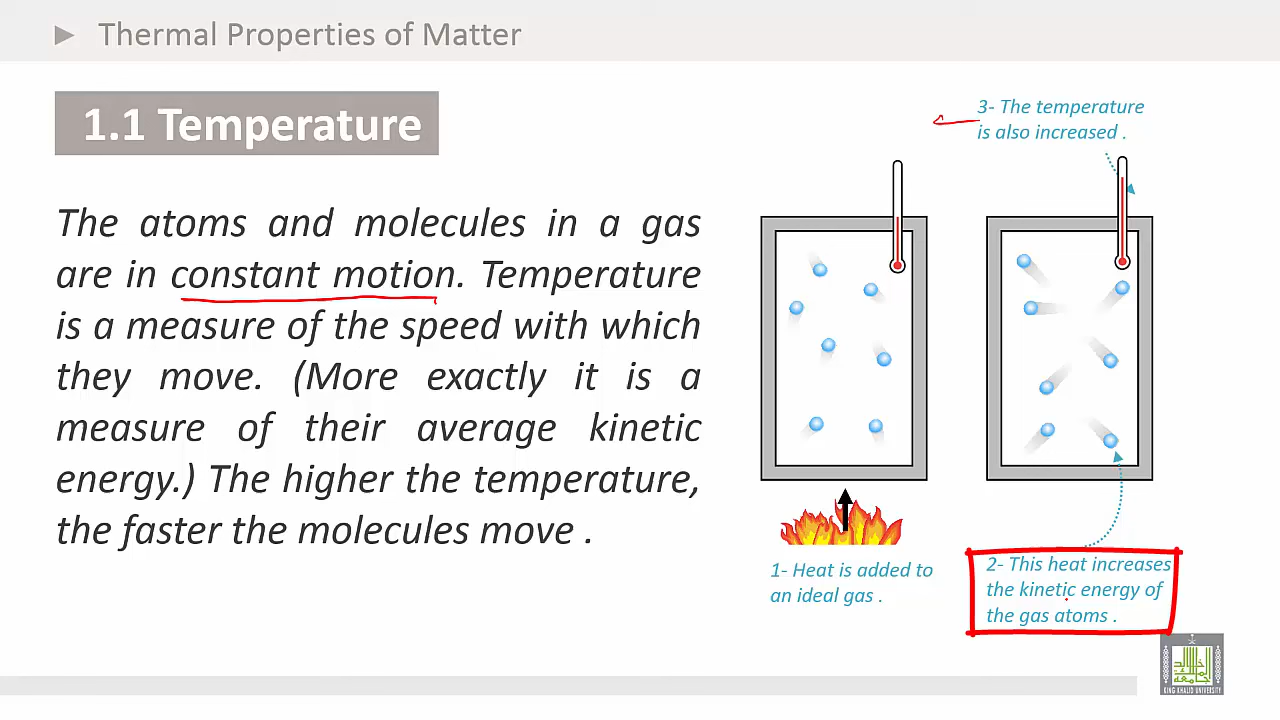 Thermal Properties of Matter
1.1 Temperature
The atoms and molecules in a gas
are in constant motion. Temperature
is a measure of the speed with which
they move. (More exactly it is a
measure of their average kinetic
energy.) The higher the temperature,
the faster the molecules move .
3- The temperature
is also increased .
1- Heat is added to
an ideal gas .
2- This heat increases
the kinetic energy of
the gas atoms .
KING KHALID UNIVERSITY